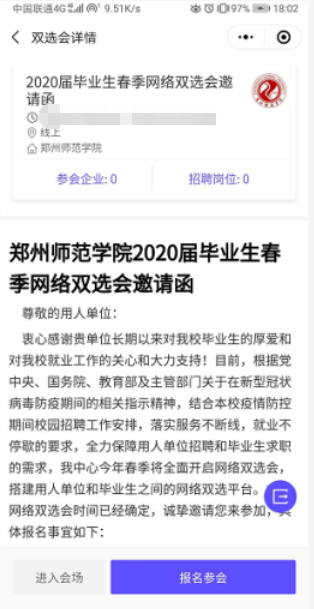 中国联通4G 9.51K/s 97% 18:02
双选会详情
2020届毕业生春季网络双选会邀
请函
线上
郑州师范学院
参会企业: 0 招聘岗位: 0
郑州师范学院2020届毕业生春
季网络双选会邀请函
尊敬的用人单位：
衷心感谢贵单位长期以来对我校毕业生的厚爱和
对我校就业工作的关心和大力支持！目前，根据党
中央、国务院、教育部及主管部门关于在新型冠状
病毒防疫期间的相关指示精神，结合本校疫情防控
期间校园招聘工作安排，落实服务不断线，就业不
停歇的要求，全力保障用人单位招聘和毕业生求职
的需求，我中心今年春季将全面开启网络双选会，
搭建用人单位和毕业生之间的网络双选平台。
网络双选会时间已经确定，诚挚邀请您来参加，具
体报名事宜如下：
进入会场 报名参会